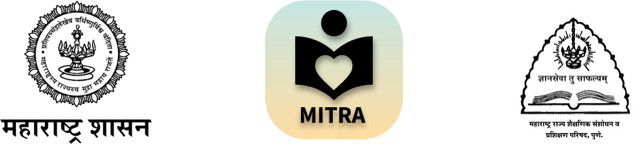 महाराष्ट्र शासन
MITRA
ज्ञानसेवा तु साफल्यम्
महाराष्ट्र राज्य शैक्षणिक संशोधन व
प्रशिक्षण परिषद, पुणे.